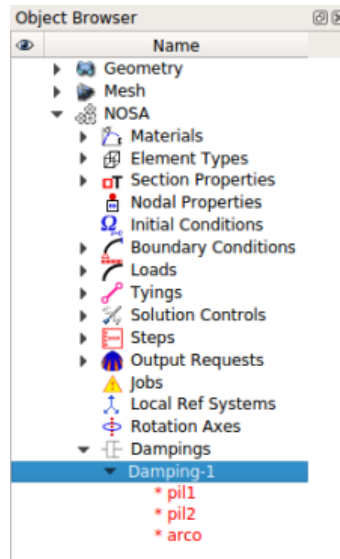 Object Browser
Name
Geometry
Mesh
NOSA
Materials
Element Types
Section Properties
Nodal Properties
Initial Conditions
Boundary Conditions
Loads
Tyings
Solution Controls
Steps
Output Requests
Jobs
Local Ref Systems
Rotation Axes
Dampings
Damping-1
* pil1
* pil2
* arco